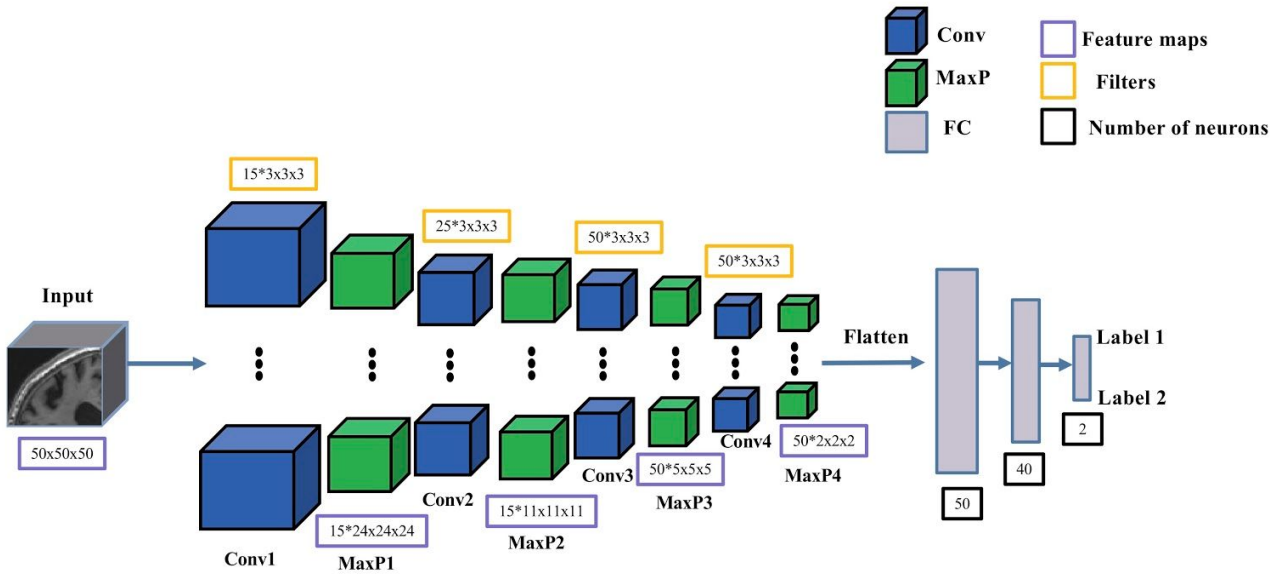 Conv
Feature maps
MaxP
Filters
FC
Number of neurons
15*3x3x3
25*3x3x3
50*3x3x3
50*3x3x3
Input
Flatten
Label 1
Label 2
50x50x50
2
40
50
Conv4
50*2x2x2
Conv3
50*5x5x5
MaxP4
Conv2
MaxP3
15*11x11x11
15*24x24x24
MaxP2
Conv1
MaxP1